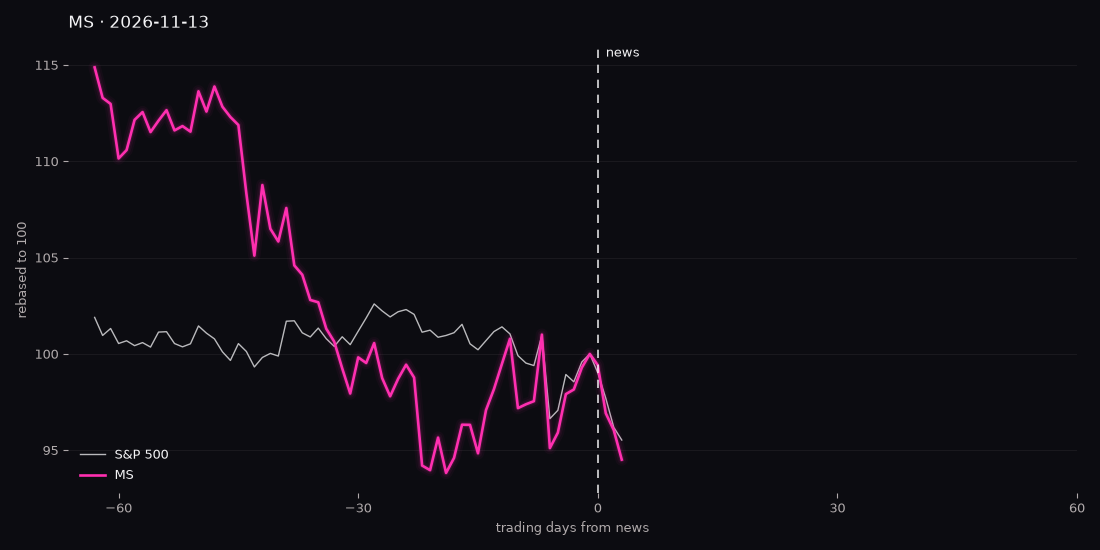 MS · 2026-11-13
news
115
110
105
100
95
rebased to 100
S&P 500
MS
−60
−30
0
30
60
trading days from news